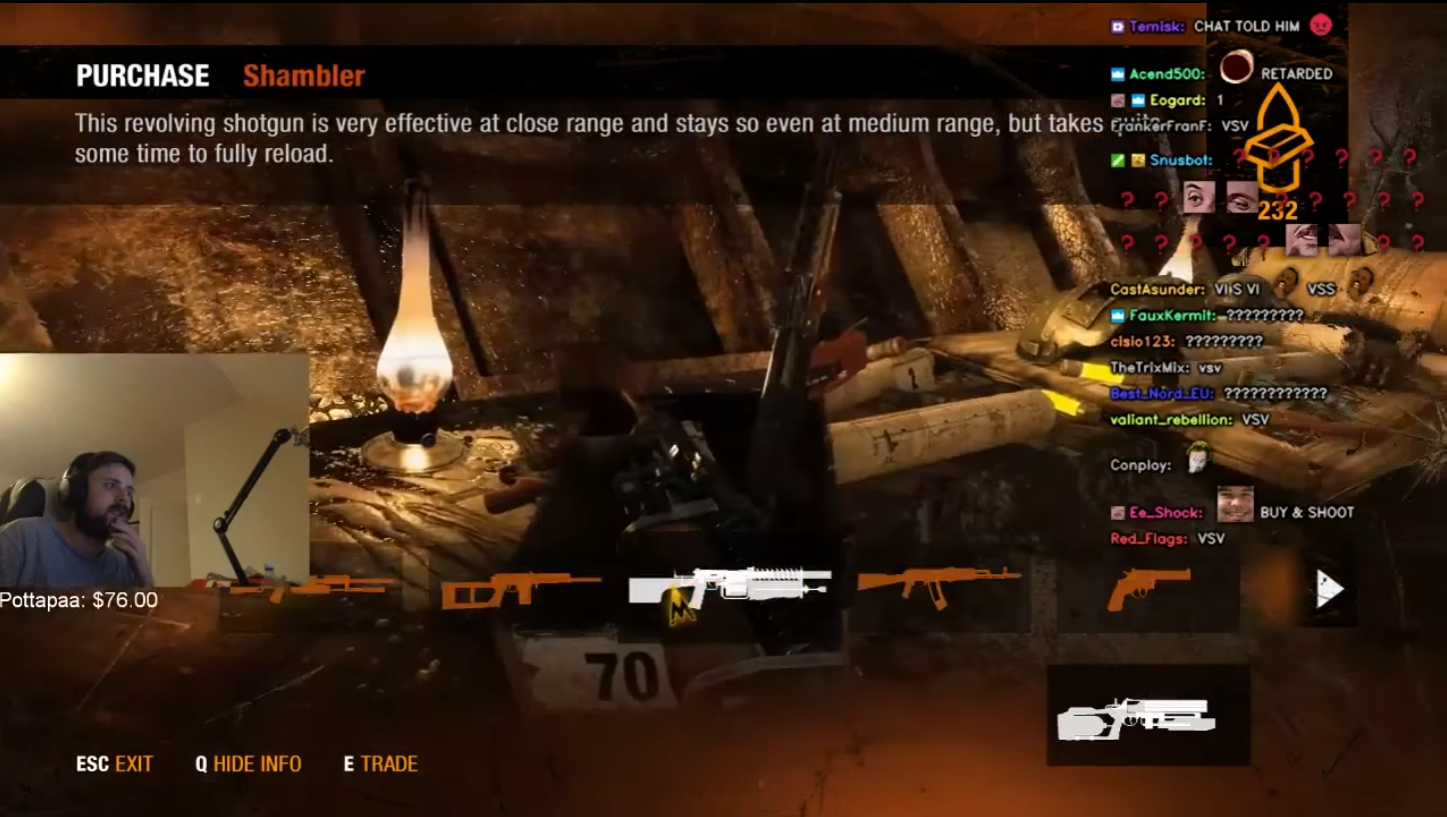 PURCHASE Shambler
This revolving shotgun is very effective at close range and stays so even at medium range, but takes quite
some time to fully reload.
Temisk: CHAT TOLD HIM
Acend500: RETARDED
Eogard: 1
FrankerFranF: VSV
Snusbot: ? ? ? ? ? ?
? ? ? ? ? ? ?
232
? ? ? ? ? ? ?
CastAsunder: VI S VI VSS
FauxKermit: ?????????
cisio123: ?????????
TheTrixMix: vsv
Best_Nord_EU: ????????????
valiant_rebellion: VSV
Conploy:
Ee_Shock: BUY & SHOOT
Red_Flags: VSV
Pottapaa: $76.00
M
70
ESC EXIT Q HIDE INFO E TRADE